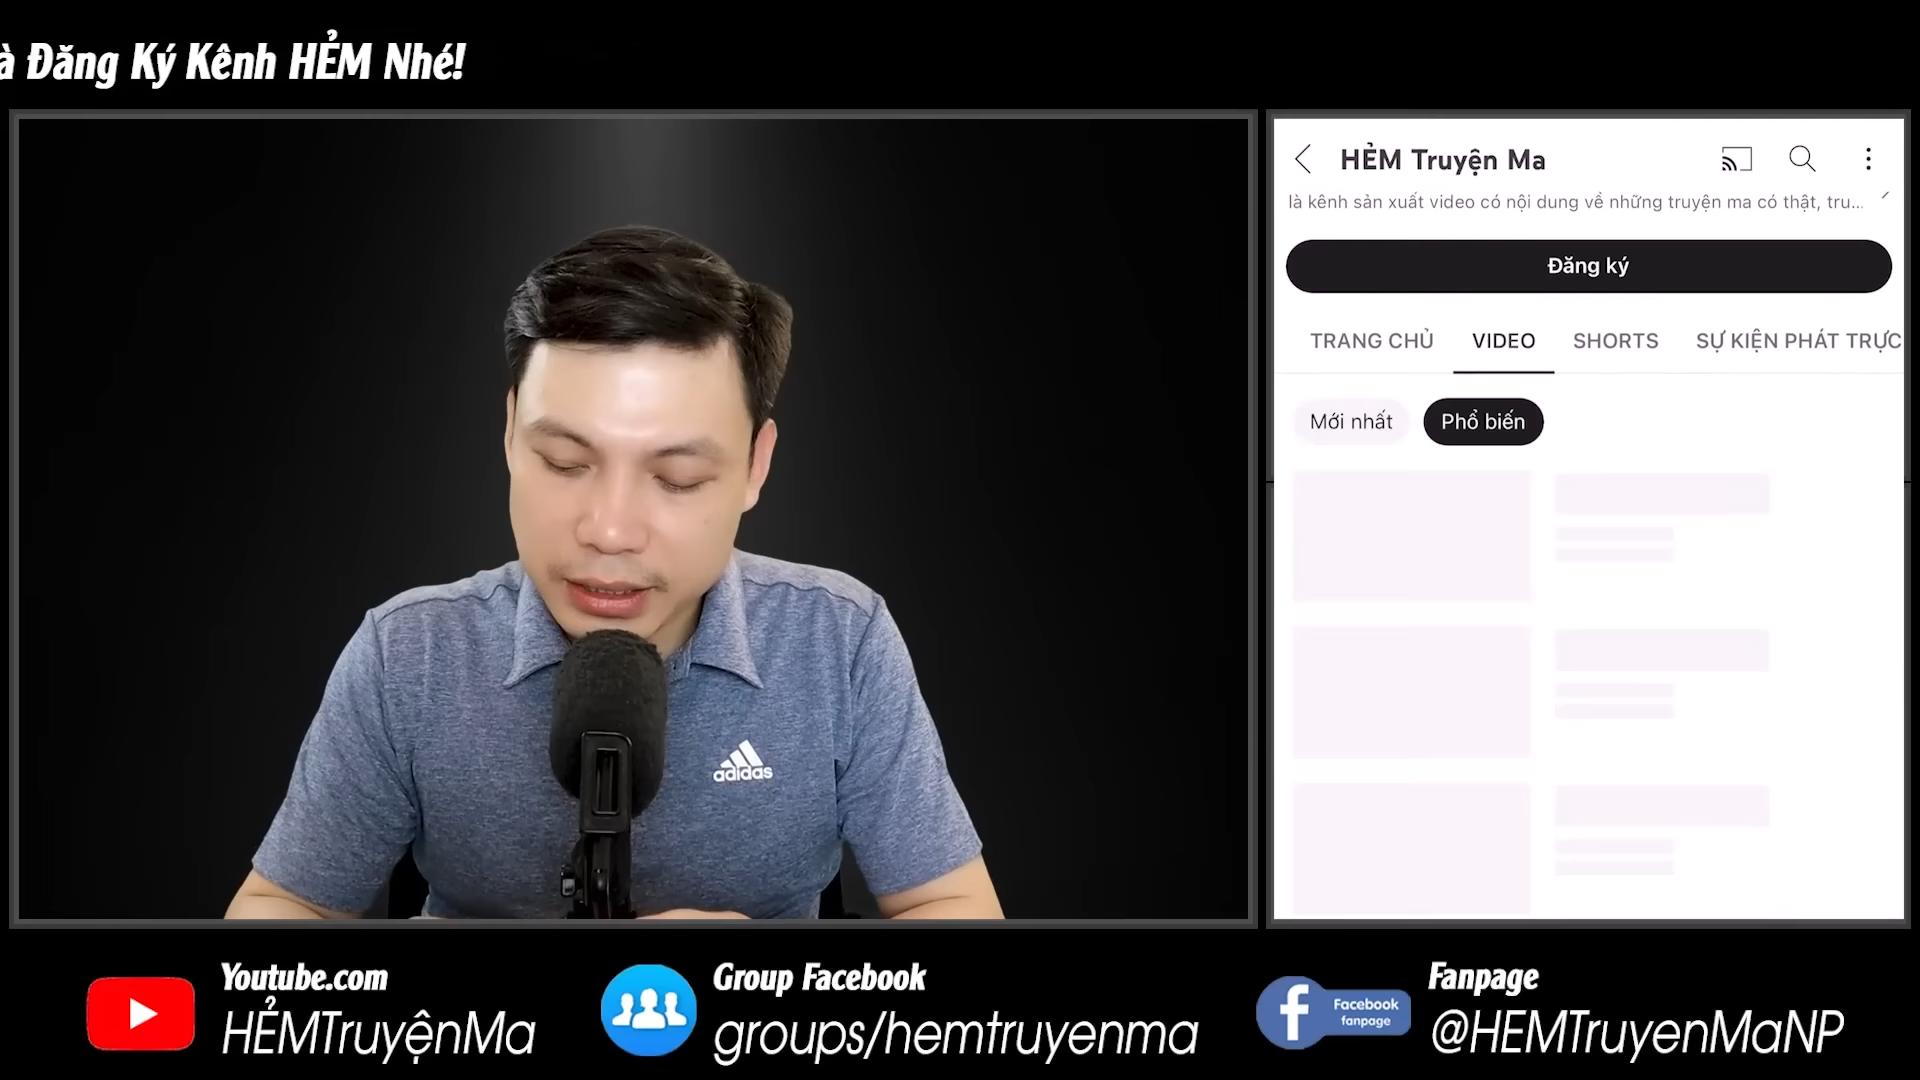 à Đăng Ký Kênh HẺM Nhé!
HẺM Truyện Ma
là kênh sản xuất video có nội dung về những truyện ma có thật, tru...
Đăng ký
TRANG CHỦ VIDEO SHORTS SỰ KIỆN PHÁT TRỰC
Mới nhất Phổ biến
adidas
Youtube.com
HẺMTruyệnMa
Group Facebook
groups/hemtruyenma
Facebook
fanpage
Fanpage
@HEMTruyenMaNP